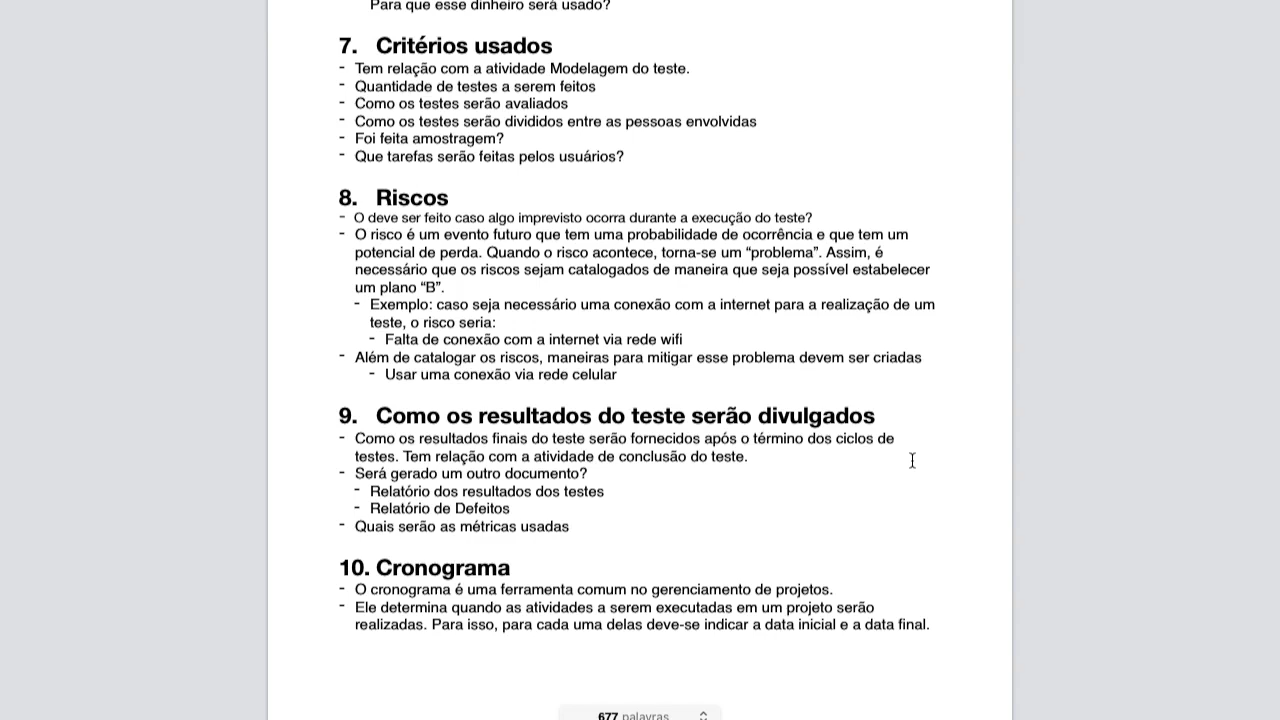 Para que esse dinheiro será usado?
7. Critérios usados
- Tem relação com a atividade Modelagem do teste.
- Quantidade de testes a serem feitos
- Como os testes serão avaliados
- Como os testes serão divididos entre as pessoas envolvidas
- Foi feita amostragem?
- Que tarefas serão feitas pelos usuários?
8. Riscos
- O deve ser feito caso algo imprevisto ocorra durante a execução do teste?
- O risco é um evento futuro que tem uma probabilidade de ocorrência e que tem um
potencial de perda. Quando o risco acontece, torna-se um “problema”. Assim, é
necessário que os riscos sejam catalogados de maneira que seja possível estabelecer
um plano “B”.
- Exemplo: caso seja necessário uma conexão com a internet para a realização de um
teste, o risco seria:
- Falta de conexão com a internet via rede wifi
- Além de catalogar os riscos, maneiras para mitigar esse problema devem ser criadas
- Usar uma conexão via rede celular
9. Como os resultados do teste serão divulgados
- Como os resultados finais do teste serão fornecidos após o término dos ciclos de
testes. Tem relação com a atividade de conclusão do teste.
- Será gerado um outro documento?
- Relatório dos resultados dos testes
- Relatório de Defeitos
- Quais serão as métricas usadas
10. Cronograma
- O cronograma é uma ferramenta comum no gerenciamento de projetos.
- Ele determina quando as atividades a serem executadas em um projeto serão
realizadas. Para isso, para cada uma delas deve-se indicar a data inicial e a data final.
677 palavras